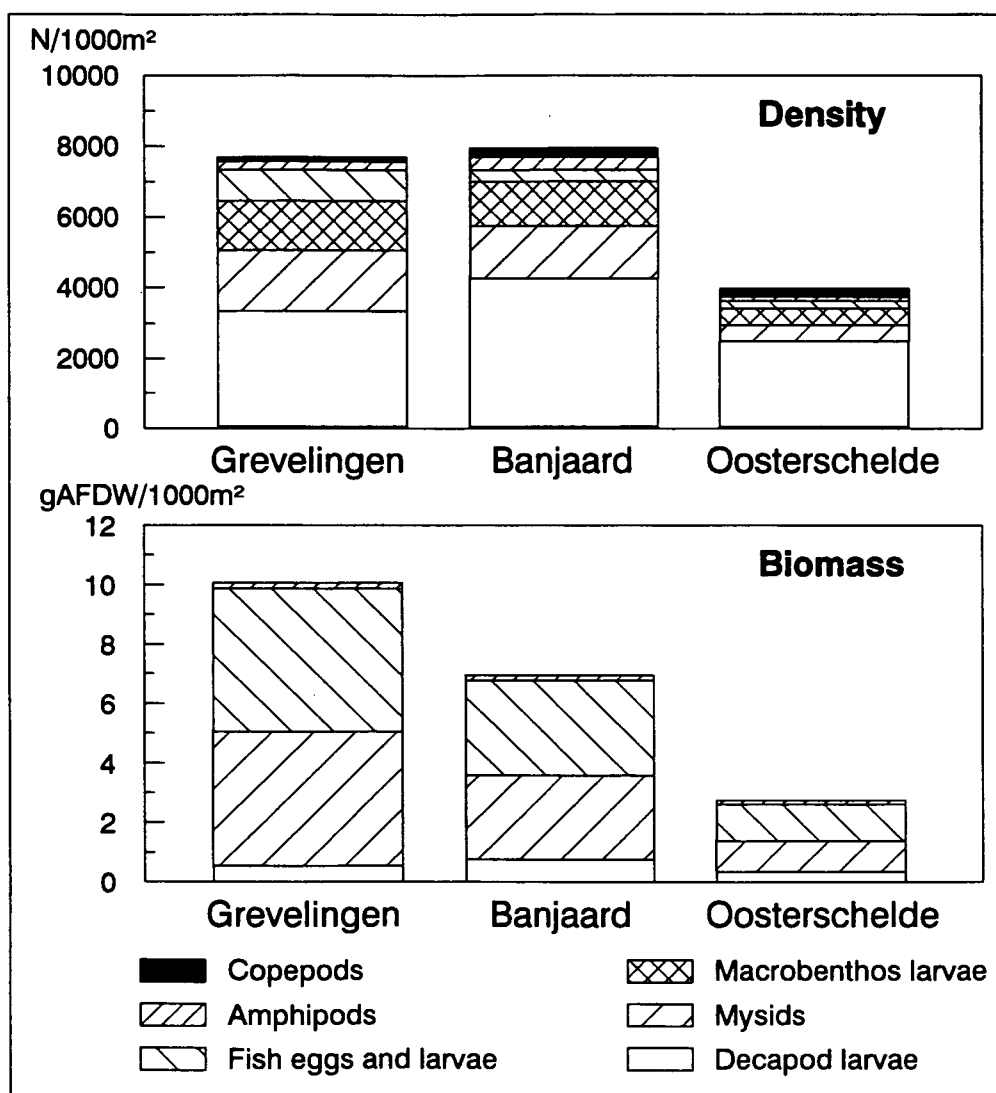 N/1000m²
10000
8000
6000
4000
2000
0
Density
Grevelingen Banjaard Oosterschelde
gAFDW/1000m²
12
10
8
6
4
2
0
Biomass
Grevelingen Banjaard Oosterschelde
Copepods
Amphipods
Fish eggs and larvae
Macrobenthos larvae
Mysids
Decapod larvae